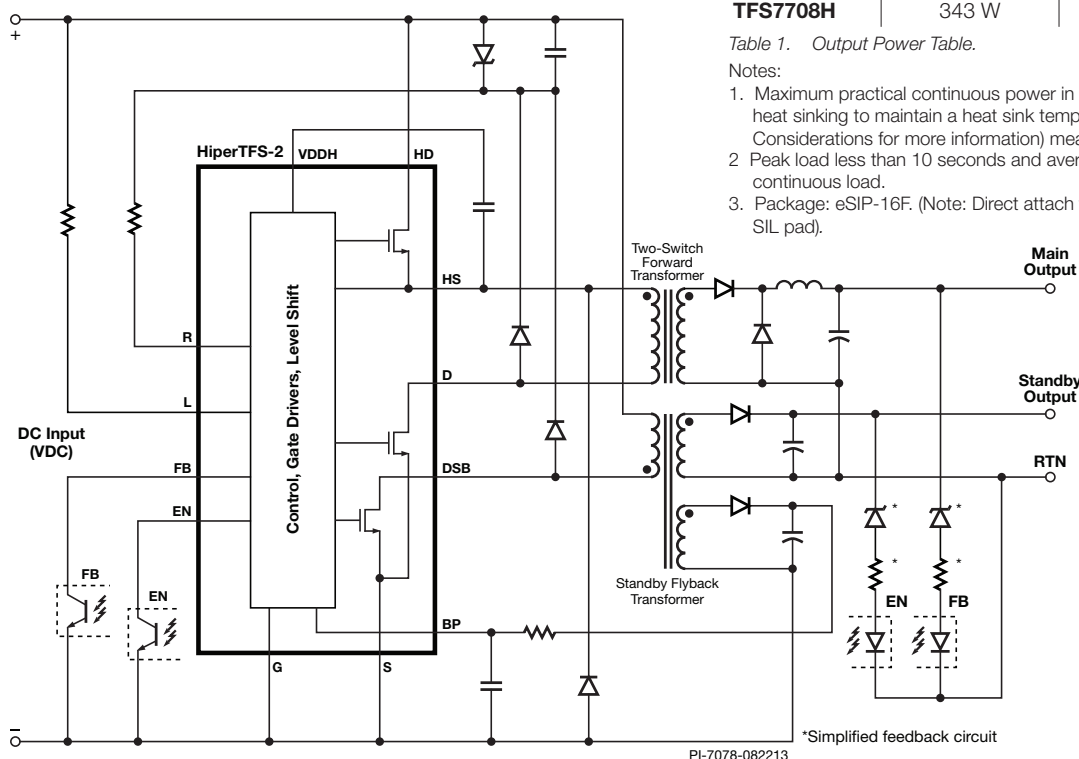 TFS7708H 343 W
Table 1. Output Power Table.
Notes:
1. Maximum practical continuous power in
heat sinking to maintain a heat sink temp
Considerations for more information) mea
2 Peak load less than 10 seconds and aver
continuous load.
3. Package: eSIP-16F. (Note: Direct attach
SIL pad).
+
HiperTFS-2
VDDH
HD
Control, Gate Drivers, Level Shift
HS
R
D
L
DC Input
(VDC)
FB
DSB
EN
FB
EN
BP
G
S
Two-Switch
Forward
Transformer
Main
Output
Standby
Output
RTN
Standby Flyback
Transformer
*
*
*
*
EN
FB
–
*Simplified feedback circuit
PI-7078-082213